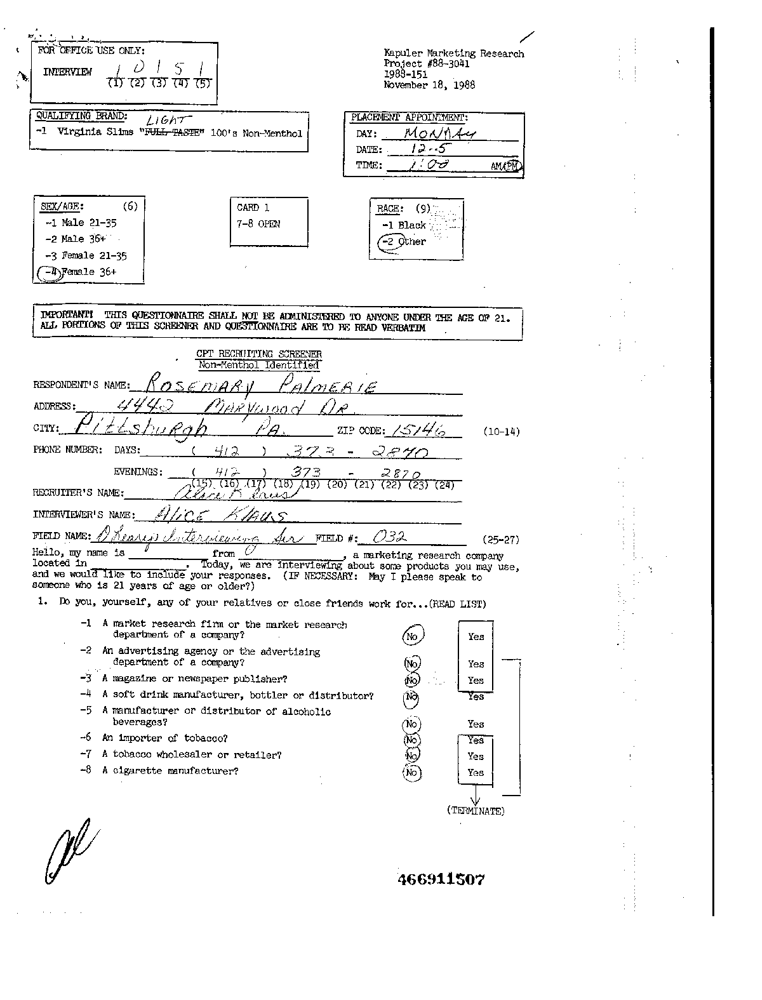 FOR OFFICE USE ONLY:
INTERVIEW 1 0 1 5 1
(1) (2) (3) (4) (5)
Kapuler Marketing Research
Project #88-3041
1988-151
November 18, 1988
QUALIFYING BRAND: LIGHT
-1 Virginia Slims "FULL TASTE" 100's Non-Menthol
PLACEMENT APPOINTMENT:
DAY: MONDAY
DATE: 12-5
TIME: 1:00 AM/PM
SEX/AGE: (6)
-1 Male 21-35
-2 Male 36+
-3 Female 21-35
-4 Female 36+
CARD 1
7-8 OPEN
RACE: (9)
-1 Black
-2 Other
IMPORTANT! THIS QUESTIONNAIRE SHALL NOT BE ADMINISTERED TO ANYONE UNDER THE AGE OF 21.
ALL PORTIONS OF THIS SCREENER AND QUESTIONNAIRE ARE TO BE READ VERBATIM
CPT RECRUITING SCREENER
Non-Menthol Identified
RESPONDENT'S NAME: ROSEMARY PALMERIE
ADDRESS: 4442 MARYWOOD DR.
CITY: Pittsburgh PA. ZIP CODE: 15146 (10-14)
PHONE NUMBER: DAYS: (412) 373-2870
EVENINGS: (412) 373-2870
(15) (16) (17) (18) (19) (20) (21) (22) (23) (24)
RECRUITER'S NAME: Alice Klaus
INTERVIEWER'S NAME: ALICE KLAUS
FIELD NAME: O'Learys Interviewing Ser FIELD #: 032 (25-27)
Hello, my name is from , a marketing research company
located in . Today, we are interviewing about some products you may use,
and we would like to include your responses. (IF NECESSARY: May I please speak to
someone who is 21 years of age or older?)
1. Do you, yourself, any of your relatives or close friends work for...(READ LIST)
-1 A market research firm or the market research
department of a company? No Yes
-2 An advertising agency or the advertising
department of a company? No Yes
-3 A magazine or newspaper publisher? No Yes
-4 A soft drink manufacturer, bottler or distributor? No Yes
-5 A manufacturer or distributor of alcoholic
beverages? No Yes
-6 An importer of tobacco? No Yes
-7 A tobacco wholesaler or retailer? No Yes
-8 A cigarette manufacturer? No Yes
(TERMINATE)
466911507